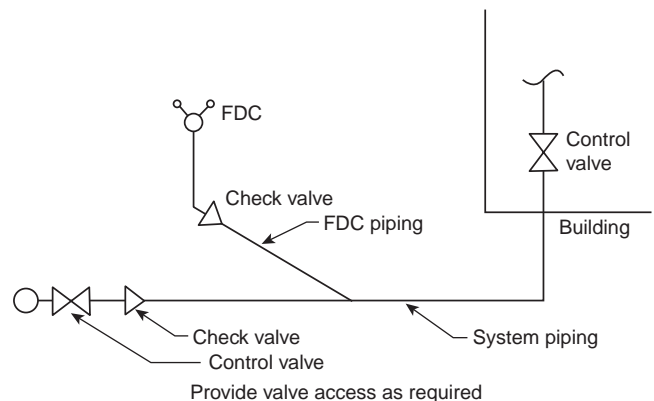 FDC
Control
valve
Check valve
FDC piping
Building
Check valve
System piping
Control valve
Provide valve access as required